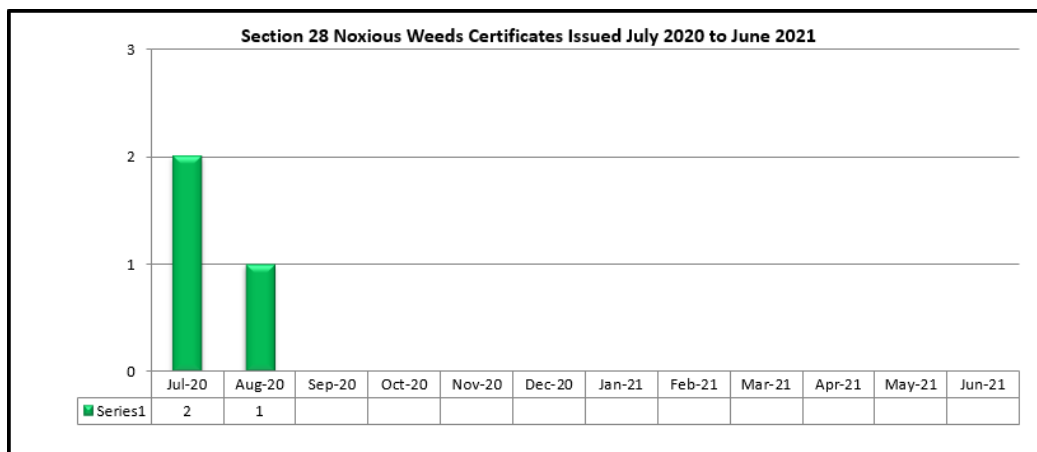 Section 28 Noxious Weeds Certificates Issued July 2020 to June 2021
3
2
1
0
Jul-20 Aug-20 Sep-20 Oct-20 Nov-20 Dec-20 Jan-21 Feb-21 Mar-21 Apr-21 May-21 Jun-21
Series1 2 1